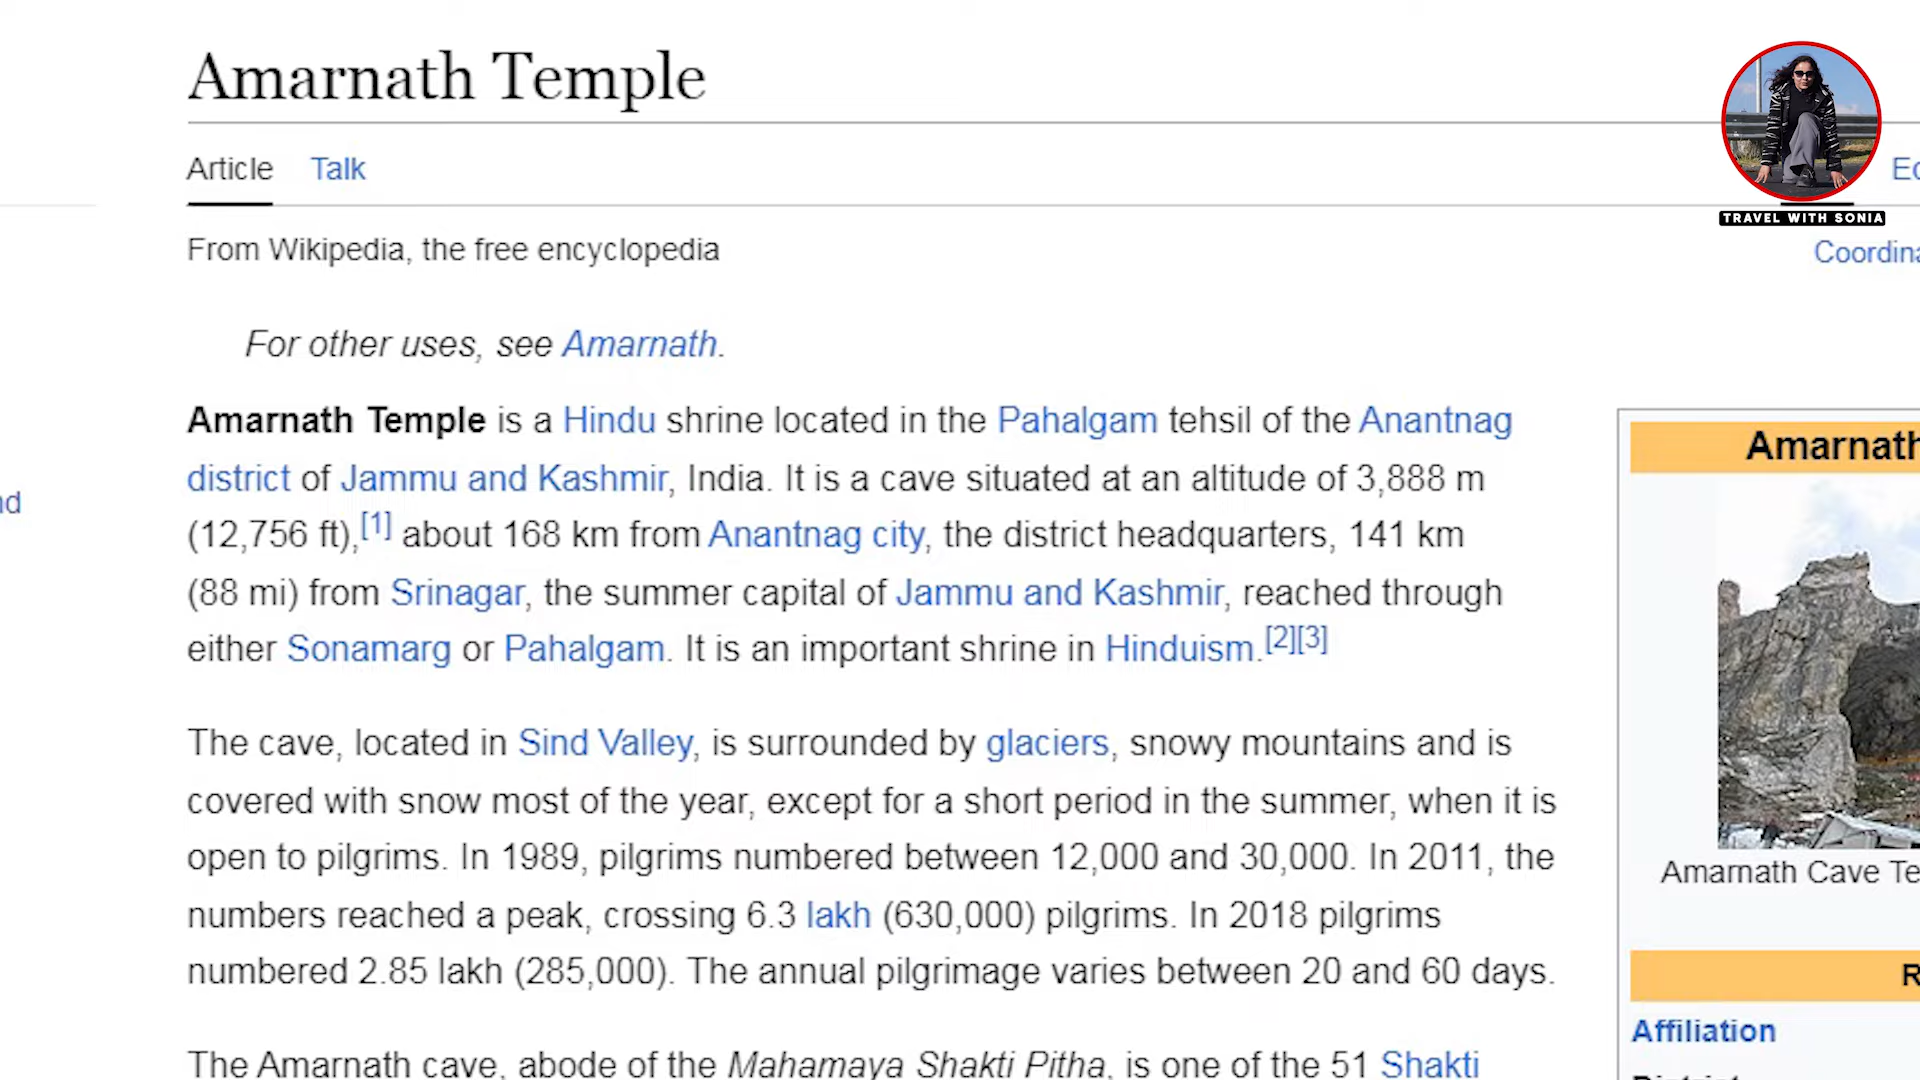 Amarnath Temple
Article Talk
TRAVEL WITH SONIA
From Wikipedia, the free encyclopedia
For other uses, see Amarnath.
Amarnath Temple is a Hindu shrine located in the Pahalgam tehsil of the Anantnag
district of Jammu and Kashmir, India. It is a cave situated at an altitude of 3,888 m
(12,756 ft),[1] about 168 km from Anantnag city, the district headquarters, 141 km
(88 mi) from Srinagar, the summer capital of Jammu and Kashmir, reached through
either Sonamarg or Pahalgam. It is an important shrine in Hinduism.[2][3]
The cave, located in Sind Valley, is surrounded by glaciers, snowy mountains and is
covered with snow most of the year, except for a short period in the summer, when it is
open to pilgrims. In 1989, pilgrims numbered between 12,000 and 30,000. In 2011, the
numbers reached a peak, crossing 6.3 lakh (630,000) pilgrims. In 2018 pilgrims
numbered 2.85 lakh (285,000). The annual pilgrimage varies between 20 and 60 days.
The Amarnath cave, abode of the Mahamaya Shakti Pitha, is one of the 51 Shakti
Amarnath
Amarnath Cave
Affiliation